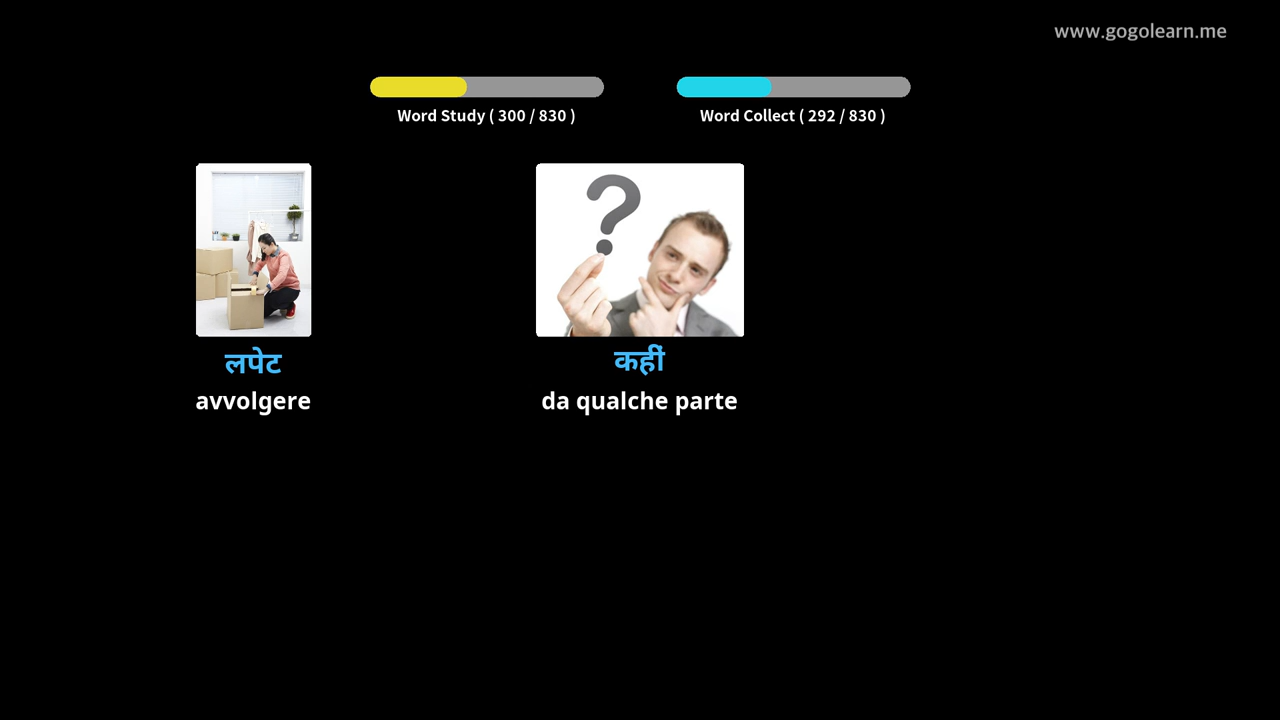 www.gogolearn.me
Word Study ( 300 / 830 )
Word Collect ( 292 / 830 )
लपेट
avvolgere
कहीं
da qualche parte